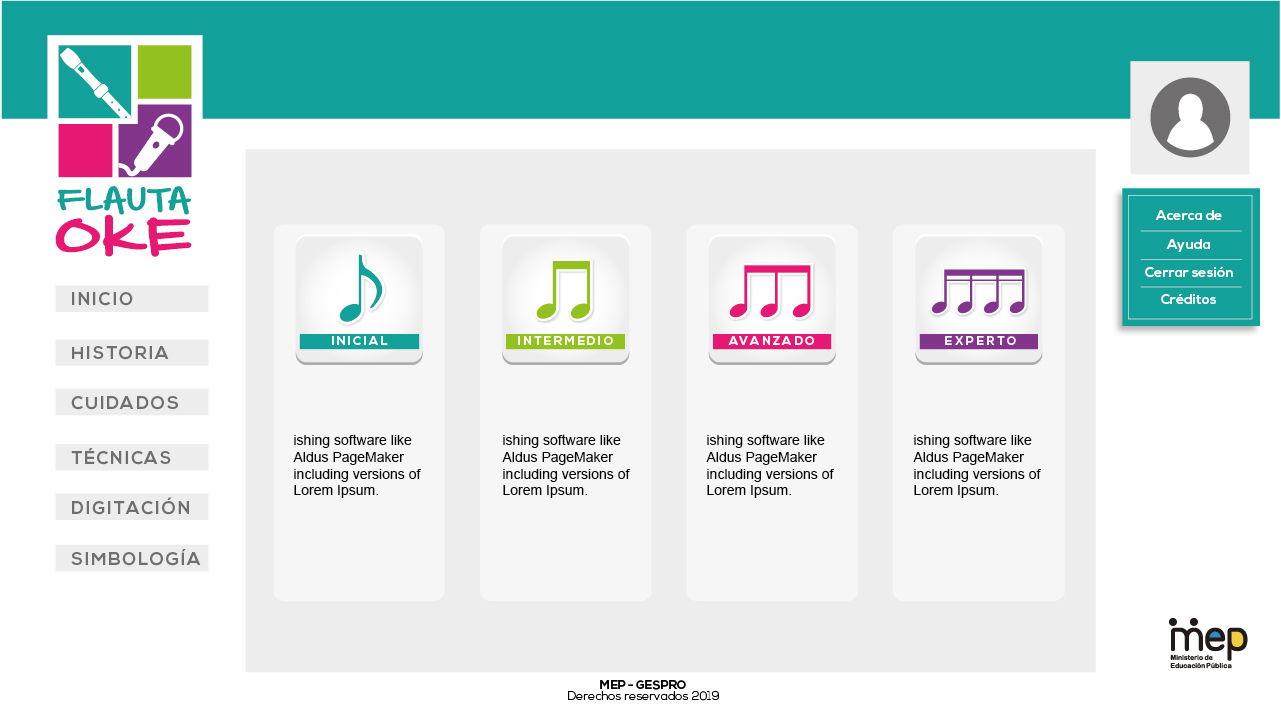 FLAUTA
OKE
INICIO
HISTORIA
CUIDADOS
TÉCNICAS
DIGITACIÓN
SIMBOLOGÍA
INICIAL
ishing software like
Aldus PageMaker
including versions of
Lorem Ipsum.
INTERMEDIO
ishing software like
Aldus PageMaker
including versions of
Lorem Ipsum.
AVANZADO
ishing software like
Aldus PageMaker
including versions of
Lorem Ipsum.
EXPERTO
ishing software like
Aldus PageMaker
including versions of
Lorem Ipsum.
Acerca de
Ayuda
Cerrar sesión
Créditos
mep
Ministerio de
Educación Pública
MEP - GESPRO
Derechos reservados 2019